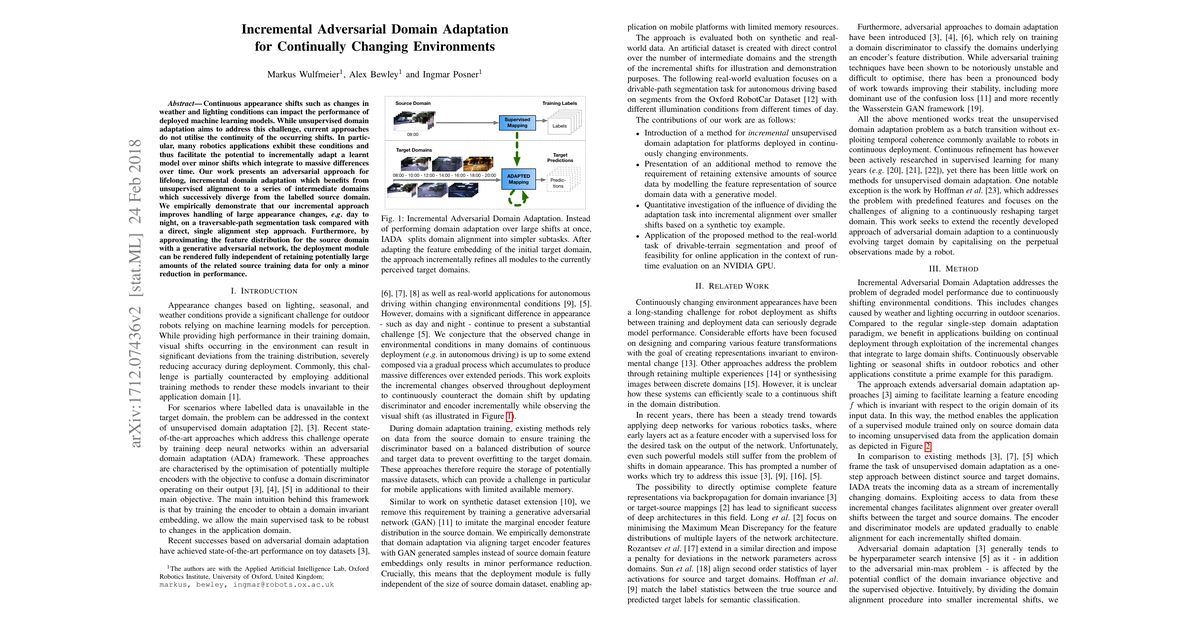 Incremental Adversarial Domain Adaptation
for Continually Changing Environments
Markus Wulfmeier1, Alex Bewley1 and Ingmar Posner1
arXiv:1712.07436v2 [stat.ML] 24 Feb 2018
Abstract— Continuous appearance shifts such as changes in
weather and lighting conditions can impact the performance of
deployed machine learning models. While unsupervised domain
adaptation aims to address this challenge, current approaches
do not utilise the continuity of the occurring shifts. In partic-
ular, many robotics applications exhibit these conditions and
thus facilitate the potential to incrementally adapt a learnt
model over minor shifts which integrate to massive differences
over time. Our work presents an adversarial approach for
lifelong, incremental domain adaptation which benefits from
unsupervised alignment to a series of intermediate domains
which successively diverge from the labelled source domain.
We empirically demonstrate that our incremental approach
improves handling of large appearance changes, e.g. day to
night, on a traversable-path segmentation task compared with
a direct, single alignment step approach. Furthermore, by
approximating the feature distribution for the source domain
with a generative adversarial network, the deployment module
can be rendered fully independent of retaining potentially large
amounts of the related source training data for only a minor
reduction in performance.
I. INTRODUCTION
Appearance changes based on lighting, seasonal, and
weather conditions provide a significant challenge for outdoor
robots relying on machine learning models for perception.
While providing high performance in their training domain,
visual shifts occurring in the environment can result in
significant deviations from the training distribution, severely
reducing accuracy during deployment. Commonly, this chal-
lenge is partially counteracted by employing additional
training methods to render these models invariant to their
application domain [1].
For scenarios where labelled data is unavailable in the
target domain, the problem can be addressed in the context
of unsupervised domain adaptation [2], [3]. Recent state-
of-the-art approaches which address this challenge operate
by training deep neural networks within an adversarial
domain adaptation (ADA) framework. These approaches
are characterised by the optimisation of potentially multiple
encoders with the objective to confuse a domain discriminator
operating on their output [3], [4], [5] in additional to their
main objective. The main intuition behind this framework
is that by training the encoder to obtain a domain invariant
embedding, we allow the main supervised task to be robust
to changes in the application domain.
Recent successes based on adversarial domain adaptation
have achieved state-of-the-art performance on toy datasets [3],
1The authors are with the Applied Artificial Intelligence Lab, Oxford
Robotics Institute, University of Oxford, United Kingdom;
markus, bewley, ingmar@robots.ox.ac.uk
Source Domain
Training Labels
08:00
Supervised
Mapping
Labels
Target Domains
Target
Predictions
08:00 - 10:00 - 12:00 - 14:00 - 16:00 - 18:00 - 20:00
ADAPTED
Mapping
Predic-
tions
Fig. 1: Incremental Adversarial Domain Adaptation. Instead
of performing domain adaptation over large shifts at once,
IADA splits domain alignment into simpler subtasks. After
adapting the feature embedding of the initial target domain,
the approach incrementally refines all modules to the currently
perceived target domains.
[6], [7], [8] as well as real-world applications for autonomous
driving within changing environmental conditions [9], [5].
However, domains with a significant difference in appearance
- such as day and night - continue to present a substantial
challenge [5]. We conjecture that the observed change in
environmental conditions in many domains of continuous
deployment (e.g. in autonomous driving) is up to some extend
composed via a gradual process which accumulates to produce
massive differences over extended periods. This work exploits
the incremental changes observed throughout deployment
to continuously counteract the domain shift by updating
discriminator and encoder incrementally while observing the
visual shift (as illustrated in Figure 1).
During domain adaptation training, existing methods rely
on data from the source domain to ensure training the
discriminator based on a balanced distribution of source
and target data to prevent overfitting to the target domain.
These approaches therefore require the storage of potentially
massive datasets, which can provide a challenge in particular
for mobile applications with limited available memory.
Similar to work on synthetic dataset extension [10], we
remove this requirement by training a generative adversarial
network (GAN) [11] to imitate the marginal encoder feature
distribution in the source domain. We empirically demonstrate
that domain adaptation via aligning target encoder features
with GAN generated samples instead of source domain feature
embeddings only results in minor performance reduction.
Crucially, this means that the deployment module is fully
independent of the size of source domain dataset, enabling ap-
plication on mobile platforms with limited memory resources.
The approach is evaluated both on synthetic and real-
world data. An artificial dataset is created with direct control
over the number of intermediate domains and the strength
of the incremental shifts for illustration and demonstration
purposes. The following real-world evaluation focuses on a
drivable-path segmentation task for autonomous driving based
on segments from the Oxford RobotCar Dataset [12] with
different illumination conditions from different times of day.
The contributions of our work are as follows:
• Introduction of a method for incremental unsupervised
domain adaptation for platforms deployed in continu-
ously changing environments.
• Presentation of an additional method to remove the
requirement of retaining extensive amounts of source
data by modelling the feature representation of source
domain data with a generative model.
• Quantitative investigation of the influence of dividing the
adaptation task into incremental alignment over smaller
shifts based on a synthetic toy example.
• Application of the proposed method to the real-world
task of drivable-terrain segmentation and proof of
feasibility for online application in the context of run-
time evaluation on an NVIDIA GPU.
II. RELATED WORK
Continuously changing environment appearances have been
a long-standing challenge for robot deployment as shifts
between training and deployment data can seriously degrade
model performance. Considerable efforts have been focused
on designing and comparing various feature transformations
with the goal of creating representations invariant to environ-
mental change [13]. Other approaches address the problem
through retaining multiple experiences [14] or synthesising
images between discrete domains [15]. However, it is unclear
how these systems can efficiently scale to a continuous shift
in the domain distribution.
In recent years, there has been a steady trend towards
applying deep networks for various robotics tasks, where
early layers act as a feature encoder with a supervised loss for
the desired task on the output of the network. Unfortunately,
even such powerful models still suffer from the problem of
shifts in domain appearance. This has prompted a number of
works which try to address this issue [3], [9], [16], [5].
The possibility to directly optimise complete feature
representations via backpropagation for domain invariance [3]
or target-source mappings [2] has lead to significant success
of deep architectures in this field. Long et al. [2] focus on
minimising the Maximum Mean Discrepancy for the feature
distributions of multiple layers of the network architecture.
Rozantsev et al. [17] extend in a similar direction and impose
a penalty for deviations in the network parameters across
domains. Sun et al. [18] align second order statistics of layer
activations for source and target domains. Hoffman et al.
[9] match the label statistics between the true source and
predicted target labels for semantic classification.
Furthermore, adversarial approaches to domain adaptation
have been introduced [3], [4], [6], which rely on training
a domain discriminator to classify the domains underlying
an encoder's feature distribution. While adversarial training
techniques have been shown to be notoriously unstable and
difficult to optimise, there has been a pronounced body
of work towards improving their stability, including more
dominant use of the confusion loss [11] and more recently
the Wasserstein GAN framework [19].
All the above mentioned works treat the unsupervised
domain adaptation problem as a batch transition without ex-
ploiting temporal coherence commonly available to robots in
continuous deployment. Continuous refinement has however
been actively researched in supervised learning for many
years (e.g. [20], [21], [22]), yet there has been little work on
methods for unsupervised domain adaptation. One notable
exception is the work by Hoffman et al. [23], which addresses
the problem with predefined features and focuses on the
challenges of aligning to a continuously reshaping target
domain. This work seeks to extend the recently developed
approach of adversarial domain adaptation to a continuously
evolving target domain by capitalising on the perpetual
observations made by a robot.
III. METHOD
Incremental Adversarial Domain Adaptation addresses the
problem of degraded model performance due to continuously
shifting environmental conditions. This includes changes
caused by weather and lighting occurring in outdoor scenarios.
Compared to the regular single-step domain adaptation
paradigm, we benefit in applications building on continual
deployment through exploitation of the incremental changes
that integrate to large domain shifts. Continuously observable
lighting or seasonal shifts in outdoor robotics and other
applications constitute a prime example for this paradigm.
The approach extends adversarial domain adaptation ap-
proaches [3] aiming to facilitate learning a feature encoding
f which is invariant with respect to the origin domain of its
input data. In this way, the method enables the application
of a supervised module trained only on source domain data
to incoming unsupervised data from the application domain
as depicted in Figure 2.
In comparison to existing methods [3], [7], [5] which
frame the task of unsupervised domain adaptation as a one-
step approach between distinct source and target domains,
IADA treats the incoming data as a stream of incrementally
changing domains. Exploiting access to data from these
incremental changes facilitates alignment over greater overall
shifts between the target and source domains. The encoder
and discriminator models are updated gradually to enable
alignment for each incrementally shifted domain.
Adversarial domain adaptation [3] generally tends to
be hyperparameter search intensive [5] as it - in addition
to the adversarial min-max problem - is affected by the
potential conflict of the domain invariance objective and
the supervised objective. Intuitively, by dividing the domain
alignment procedure into smaller incremental shifts, we